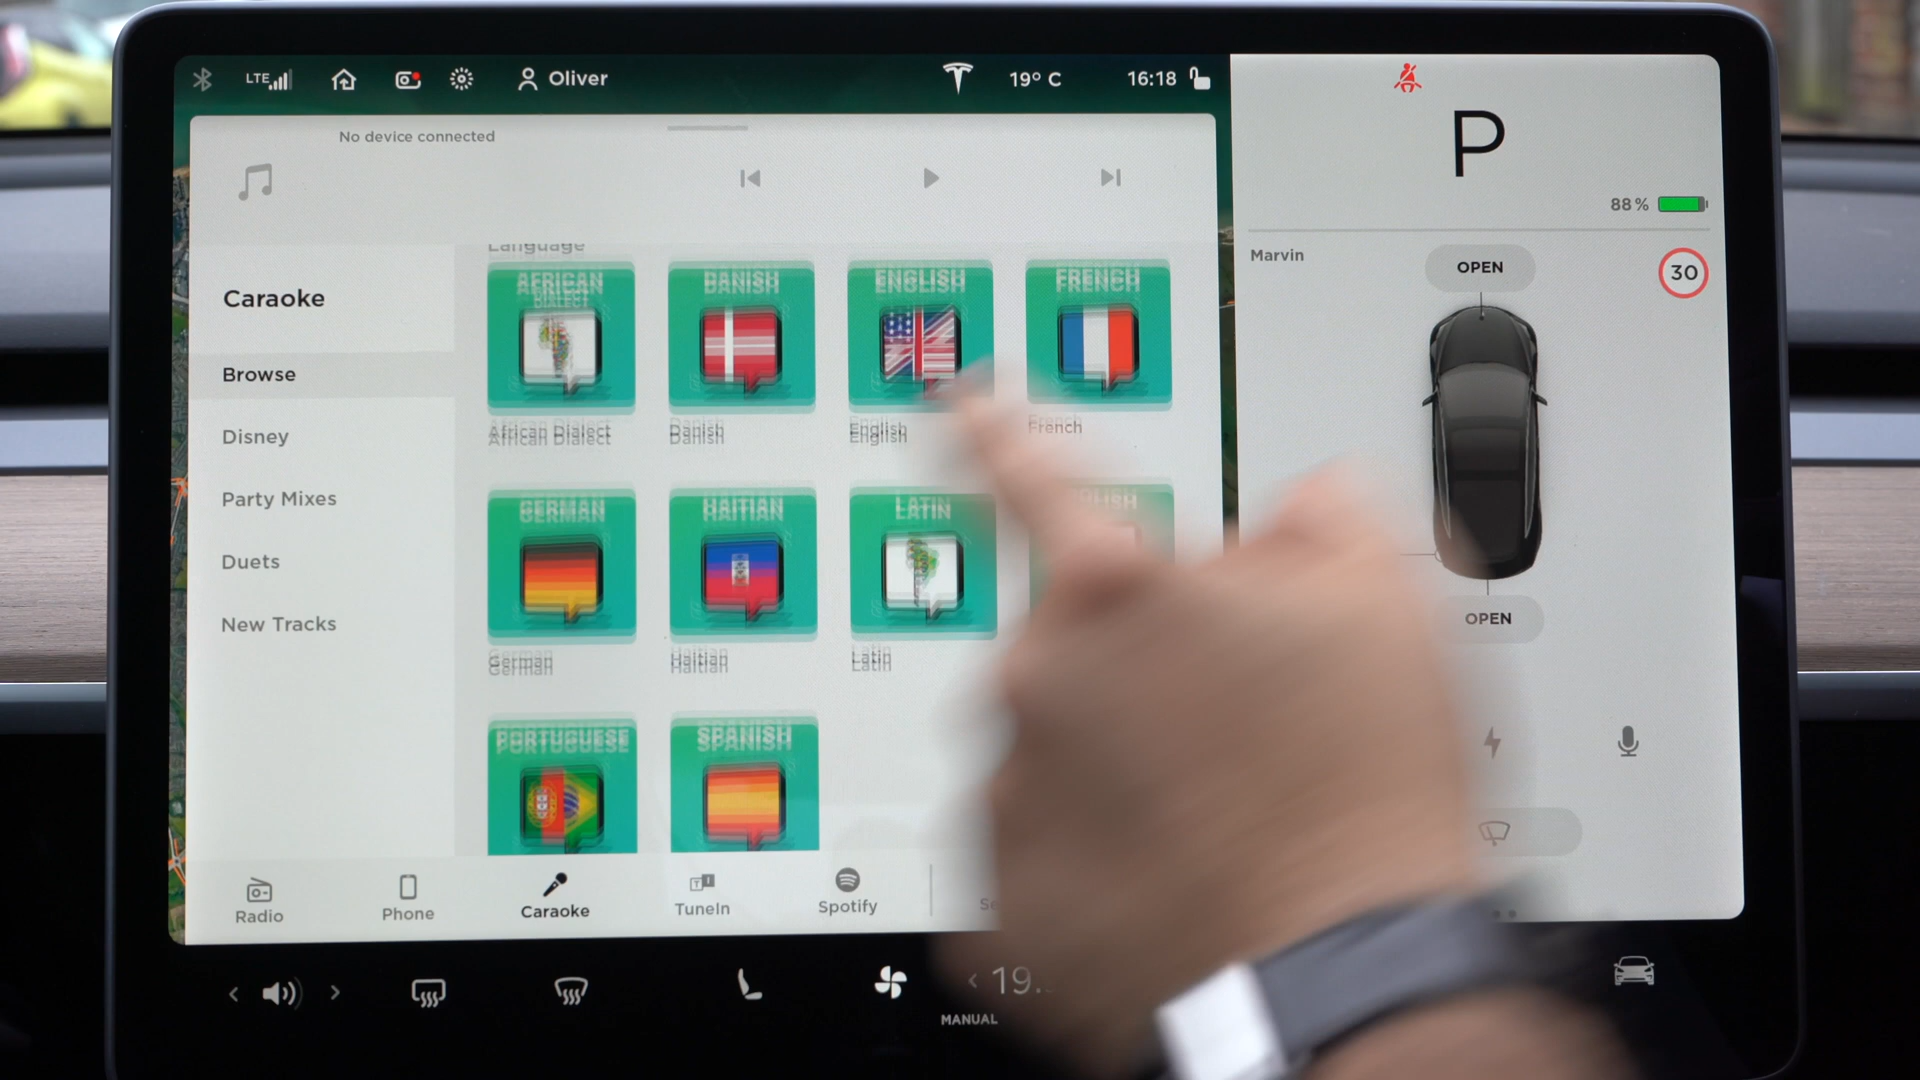 LTE
Oliver
19° C
16:18
No device connected
P
88 %
Language
Caraoke
Browse
Disney
Party Mixes
Duets
New Tracks
AFRICAN
DIALECT
DANISH
ENGLISH
FRENCH
African Dialect
Danish
English
French
GERMAN
HAITIAN
LATIN
German
Haitian
Latin
PORTUGUESE
SPANISH
Marvin
OPEN
30
OPEN
Radio
Phone
Caraoke
TuneIn
Spotify
19.
MANUAL